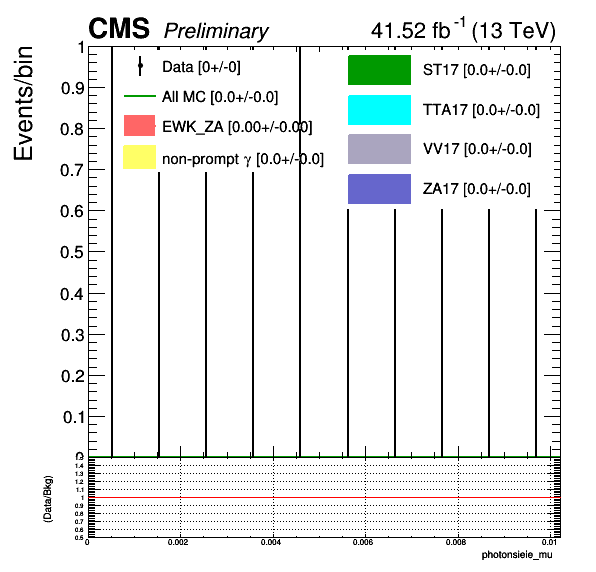 CMS Preliminary 41.52 fb⁻¹ (13 TeV)
Events/bin
1
0.9
0.8
0.7
0.6
0.5
0.4
0.3
0.2
0.1
0
Data [0+/-0]
All MC [0.0+/-0.0]
EWK_ZA [0.00+/-0.00]
non-prompt γ [0.0+/-0.0]
ST17 [0.0+/-0.0]
TTA17 [0.0+/-0.0]
VV17 [0.0+/-0.0]
ZA17 [0.0+/-0.0]
(Data/Bkg)
1.5
1.4
1.3
1.2
1.1
1
0.9
0.8
0.7
0.6
0.5
0 0.002 0.004 0.006 0.008 0.01
photonsieie_mu